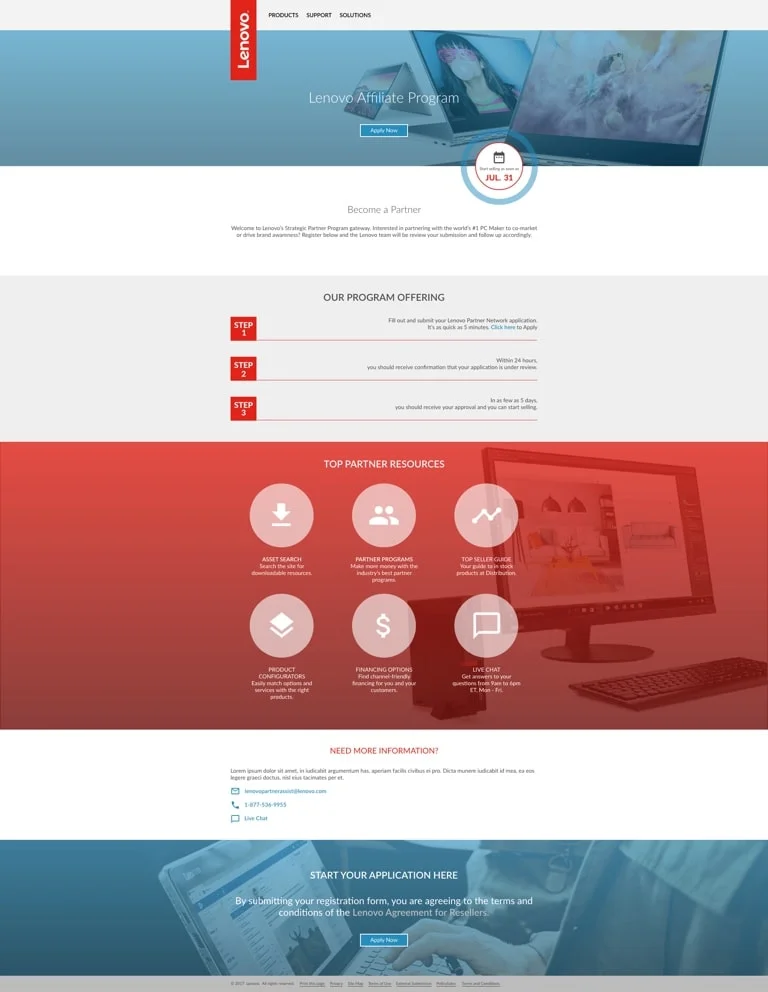 Lenovo
PRODUCTS SUPPORT SOLUTIONS
Lenovo Affiliate Program
Apply Now
Start selling as soon as
JUL. 31
Become a Partner
Welcome to Lenovo's Strategic Partner Program gateway. Interested in partnering with the world's #1 PC Maker to co-market
or drive brand awareness? Register below and the Lenovo team will be review your submission and follow up accordingly.
OUR PROGRAM OFFERING
STEP
1
Fill out and submit your Lenovo Partner Network application.
It's as quick as 5 minutes. Click here to Apply
STEP
2
Within 24 hours,
you should receive confirmation that your application is under review.
STEP
3
In as few as 5 days,
you should receive your approval and you can start selling.
TOP PARTNER RESOURCES
ASSET SEARCH
Search the site for
downloadable resources.
PARTNER PROGRAMS
Make more money with the
industry's best partner
programs
TOP SELLER GUIDE
Your guide to in stock
products at Distribution.
PRODUCT
CONFIGURATORS
Easily match options and
services with the right
products.
FINANCING OPTIONS
Find channel-friendly
financing for you and your
customers.
LIVE CHAT
Get answers to your
questions from 9am to 6pm
ET, Mon - Fri.
NEED MORE INFORMATION?
Lorem ipsum dolor sit amet, in iudicabit argumentum has, aperiam facilis civibus ei pro. Dicta munere iudicabit id mea, ea eos
legere graeci doctus, nisl eius tacimates per et.
lenovopartnerassist@lenovo.com
1-877-536-9955
Live Chat
START YOUR APPLICATION HERE
By submitting your registration form, you are agreeing to the terms and
conditions of the Lenovo Agreement for Resellers.
Apply Now
© 2017 Lenovo. All rights reserved. Print this page Privacy Site Map Terms of Use External Submission Policy Terms and Conditions